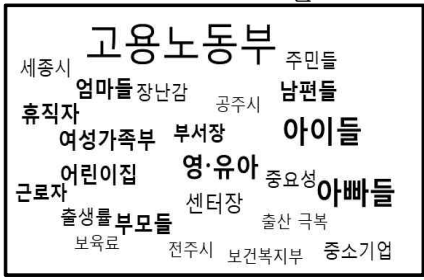 고용노동부
주민들
세종시
엄마들 장난감
남편들
공주시
휴직자
여성가족부 부서장
아이들
영·유아
어린이집
중요성
근로자
아빠들
센터장
출생률 부모들
출산 극복
보육료
전주시
보건복지부
중소기업